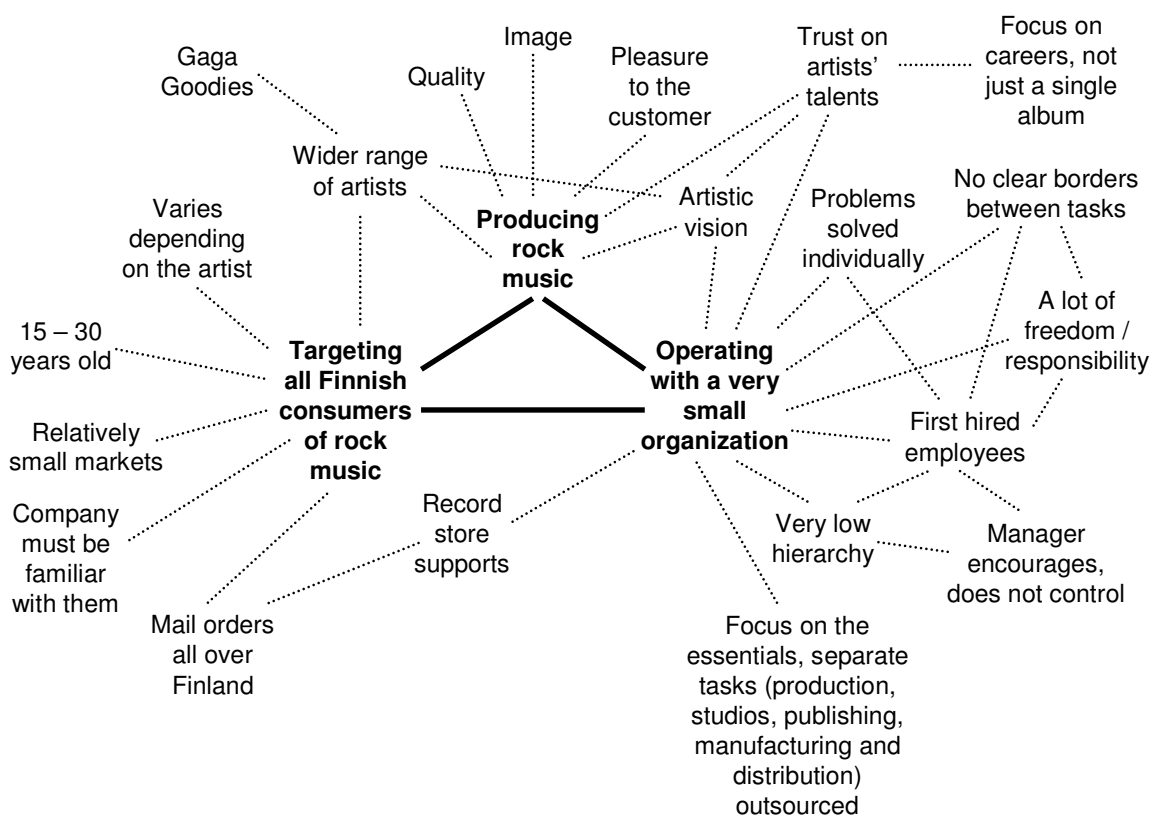 Gaga
Goodies
Quality
Image
Pleasure
to the
customer
Trust on
artists'
talents
Focus on
careers, not
just a single
album
Wider range
of artists
Varies
depending
on the artist
Producing
rock
music
Artistic
vision
Problems
solved
individually
No clear borders
between tasks
15 – 30
years old
Targeting
all Finnish
consumers
of rock
music
Operating
with a very
small
organization
A lot of
freedom /
responsibility
Relatively
small markets
First hired
employees
Company
must be
familiar
with them
Record
store
supports
Very low
hierarchy
Manager
encourages,
does not control
Mail orders
all over
Finland
Focus on the
essentials, separate
tasks (production,
studios, publishing,
manufacturing and
distribution)
outsourced